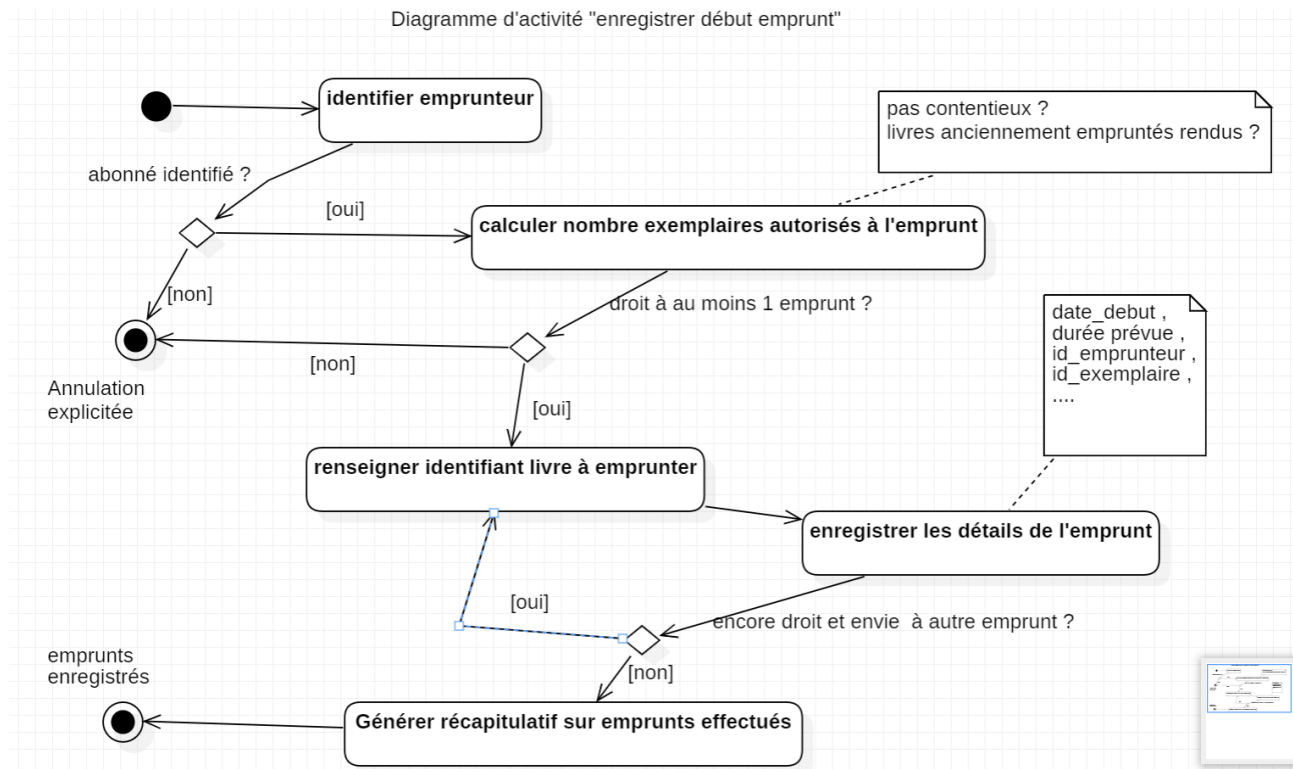 Diagramme d'activité "enregistrer début emprunt"
identifier emprunteur
pas contentieux ?
livres anciennement empruntés rendus ?
abonné identifié ?
[oui]
calculer nombre exemplaires autorisés à l'emprunt
[non]
droit à au moins 1 emprunt ?
date_debut ,
durée prévue ,
id_emprunteur ,
id_exemplaire ,
....
[non]
Annulation
explicitée
[oui]
renseigner identifiant livre à emprunter
enregistrer les détails de l'emprunt
[oui]
encore droit et envie  à autre emprunt ?
emprunts
enregistrés
[non]
Générer récapitulatif sur emprunts effectués